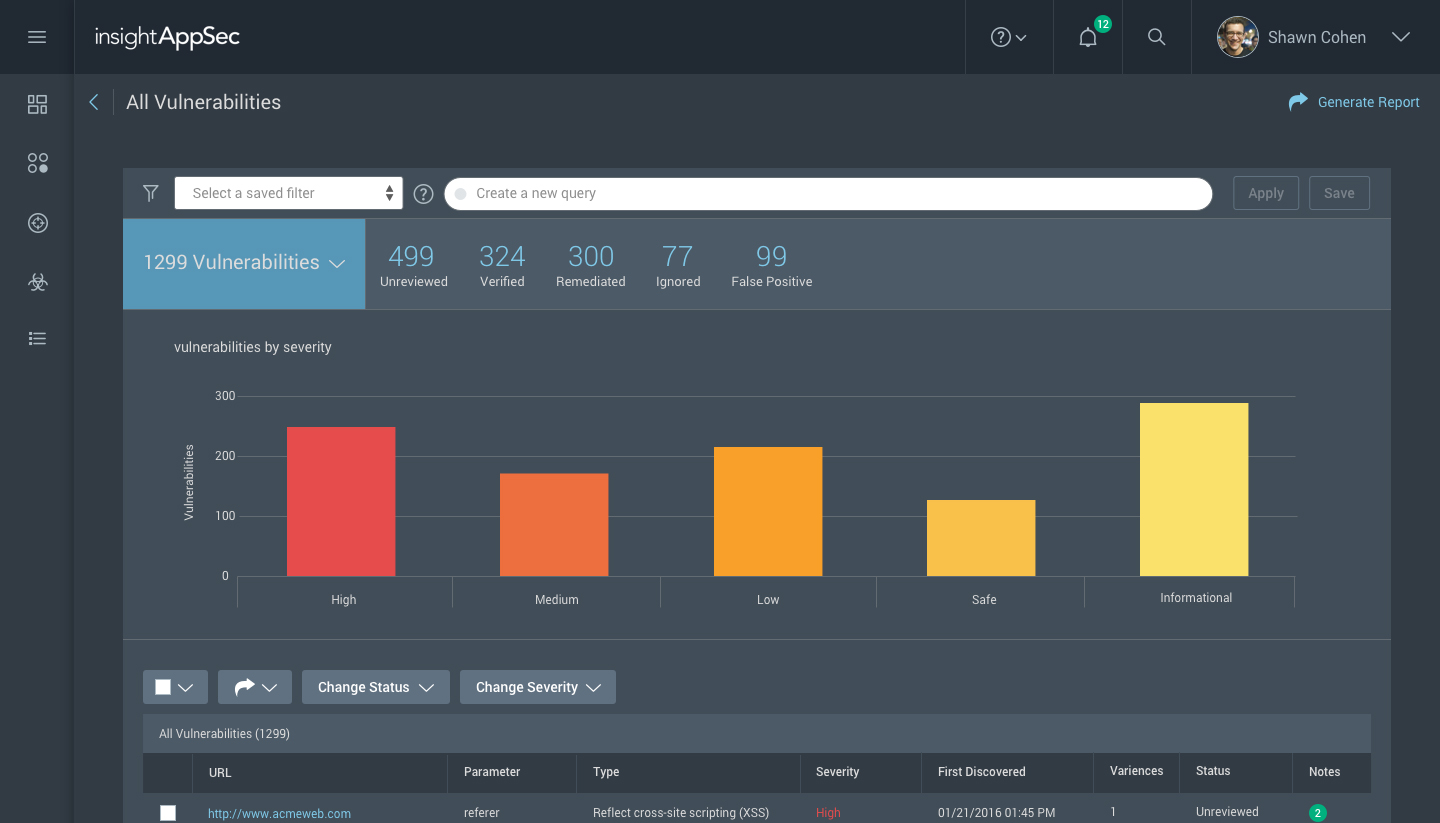 insightAppSec
?
12
Shawn Cohen
All Vulnerabilities
Generate Report
Select a saved filter
?
Create a new query
Apply
Save
1299 Vulnerabilities
499
324
300
77
99
Unreviewed
Verified
Remediated
Ignored
False Positive
vulnerabilities by severity
Vulnerabilities
300
200
100
0
High
Medium
Low
Safe
Informational
Change Status
Change Severity
All Vulnerabilities (1299)
URL
Parameter
Type
Severity
First Discovered
Variences
Status
Notes
http://www.acmeweb.com
referer
Reflect cross-site scripting (XSS)
High
01/21/2016 01:45 PM
1
Unreviewed
2